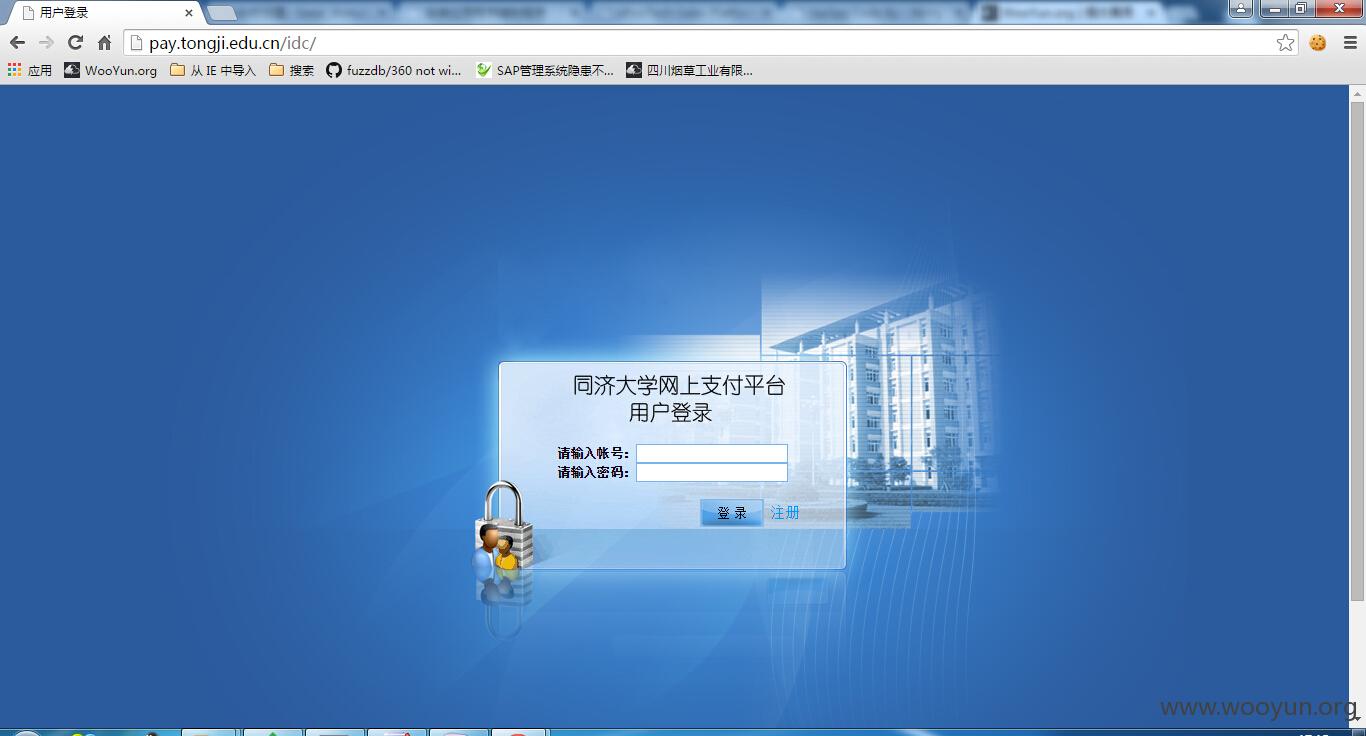 用户登录
pay.tongji.edu.cn/idc/
应用 WooYun.org 从 IE 中导入 搜索 fuzzdb/360 not wi... SAP管理系统隐患不... 四川烟草工业有限...
同济大学网上支付平台
用户登录
请输入帐号：
请输入密码：
登 录 注册
www.wooyun.org